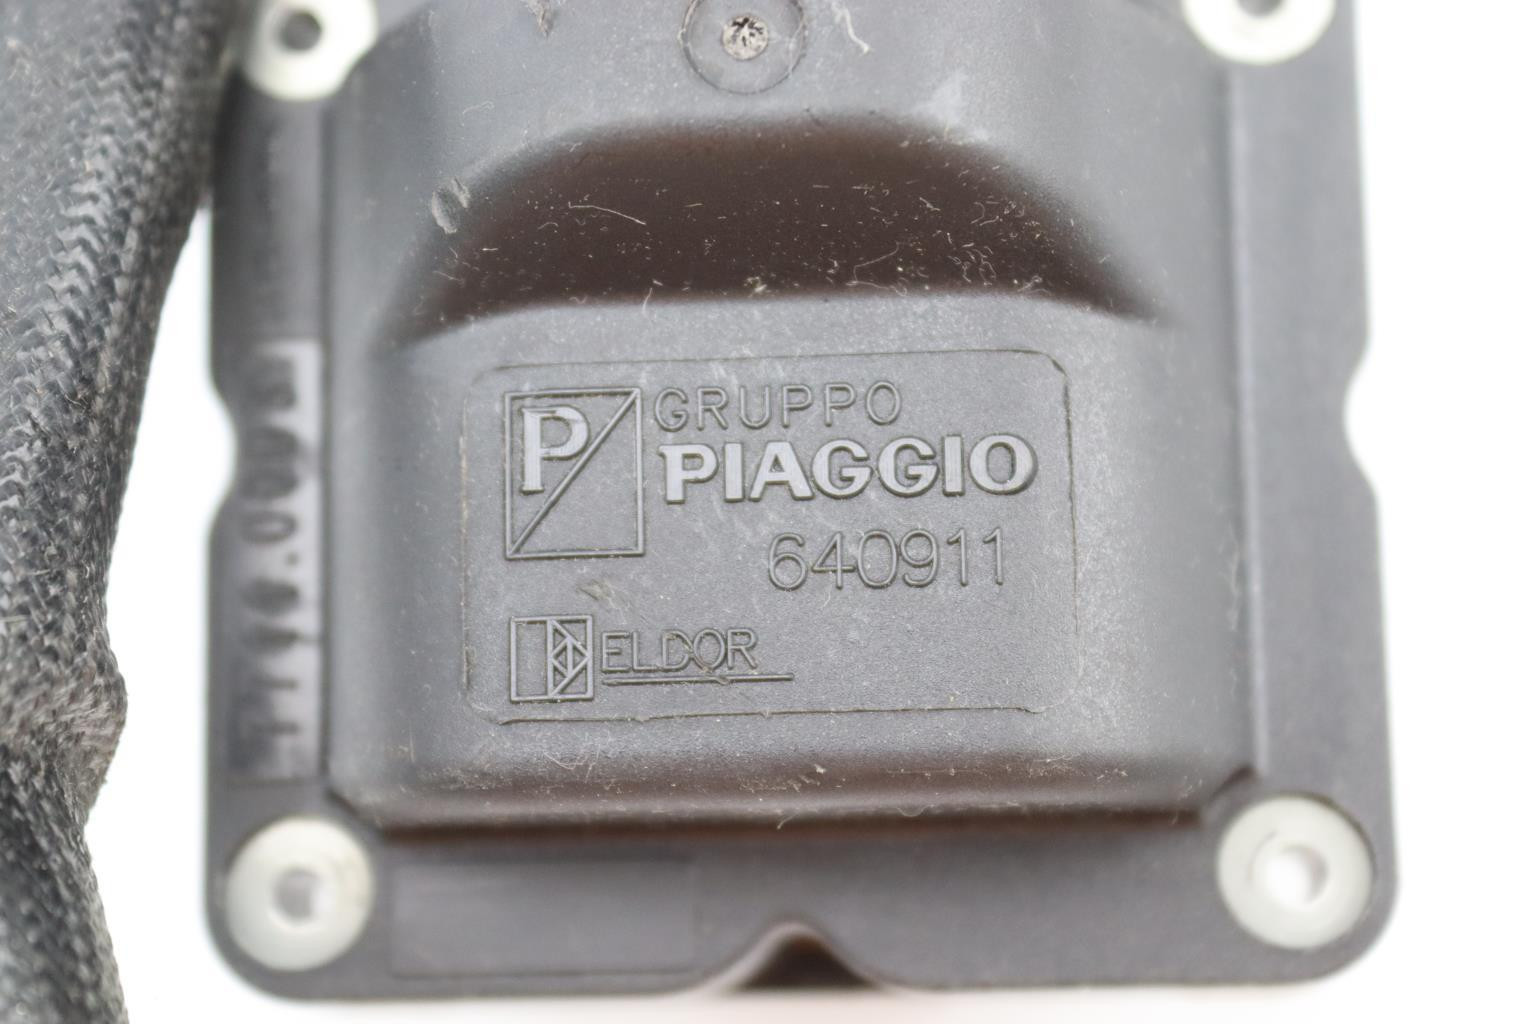 P
GRUPPO
PIAGGIO
640911
ELDOR